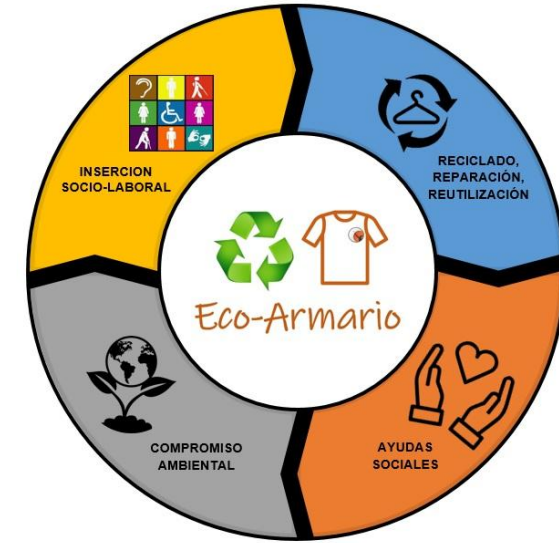 INSERCION
SOCIO-LABORAL
RECICLADO,
REPARACIÓN,
REUTILIZACIÓN
Eco-Armario
COMPROMISO
AMBIENTAL
AYUDAS
SOCIALES